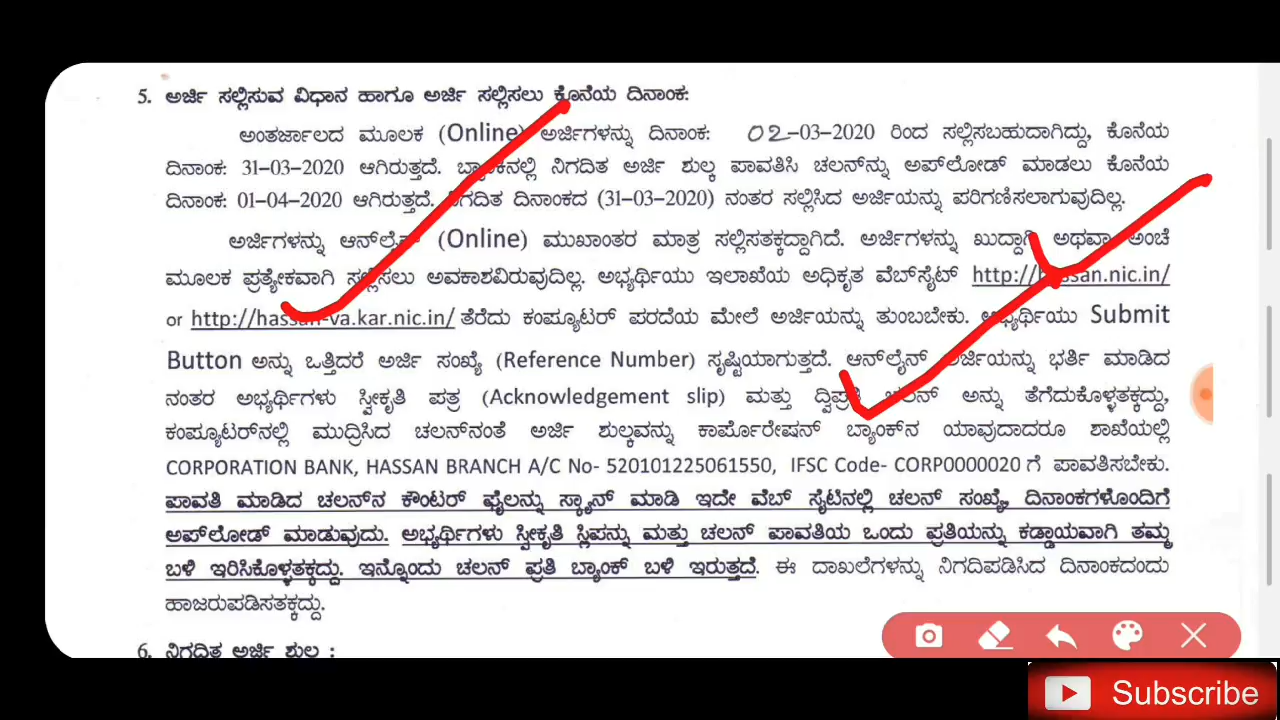 5. ಅರ್ಜಿ ಸಲ್ಲಿಸುವ ವಿಧಾನ ಹಾಗೂ ಅರ್ಜಿ ಸಲ್ಲಿಸಲು ಕೊನೆಯ ದಿನಾಂಕ:
ಅಂತರ್ಜಾಲದ ಮೂಲಕ (Online) ಅರ್ಜಿಗಳನ್ನು ದಿನಾಂಕ: 02-03-2020 ರಿಂದ ಸಲ್ಲಿಸಬಹುದಾಗಿದ್ದು, ಕೊನೆಯ
ದಿನಾಂಕ: 31-03-2020 ಆಗಿರುತ್ತದೆ. ಬ್ಯಾಂಕಿನಲ್ಲಿ ನಿಗದಿತ ಅರ್ಜಿ ಶುಲ್ಕ ಪಾವತಿಸಿ ಚಲನ್‌ನ್ನು ಅಪ್‌ಲೋಡ್ ಮಾಡಲು ಕೊನೆಯ
ದಿನಾಂಕ: 01-04-2020 ಆಗಿರುತ್ತದೆ. ನಿಗದಿತ ದಿನಾಂಕದ (31-03-2020) ನಂತರ ಸಲ್ಲಿಸಿದ ಅರ್ಜಿಯನ್ನು ಪರಿಗಣಿಸಲಾಗುವುದಿಲ್ಲ.
ಅರ್ಜಿಗಳನ್ನು ಆನ್‌ಲೈನ್ (Online) ಮುಖಾಂತರ ಮಾತ್ರ ಸಲ್ಲಿಸತಕ್ಕದ್ದಾಗಿದೆ. ಅರ್ಜಿಗಳನ್ನು ಖುದ್ದಾಗಿ ಅಥವಾ ಅಂಚೆ
ಮೂಲಕ ಪ್ರತ್ಯೇಕವಾಗಿ ಸಲ್ಲಿಸಲು ಅವಕಾಶವಿರುವುದಿಲ್ಲ. ಅಭ್ಯರ್ಥಿಯು ಇಲಾಖೆಯ ಅಧಿಕೃತ ವೆಬ್‌ಸೈಟ್ http://hassan.nic.in/
or http://hassan-va.kar.nic.in/ ತೆರೆದು ಕಂಪ್ಯೂಟರ್ ಪರದೆಯ ಮೇಲೆ ಅರ್ಜಿಯನ್ನು ತುಂಬಬೇಕು. ಅಭ್ಯರ್ಥಿಯು Submit
Button ಅನ್ನು ಒತ್ತಿದರೆ ಅರ್ಜಿ ಸಂಖ್ಯೆ (Reference Number) ಸೃಷ್ಟಿಯಾಗುತ್ತದೆ. ಆನ್‌ಲೈನ್ ಅರ್ಜಿಯನ್ನು ಭರ್ತಿ ಮಾಡಿದ
ನಂತರ ಅಭ್ಯರ್ಥಿಗಳು ಸ್ವೀಕೃತಿ ಪತ್ರ (Acknowledgement slip) ಮತ್ತು ದ್ವಿಪ್ರತಿ ಚಲನ್ ಅನ್ನು ತೆಗೆದುಕೊಳ್ಳತಕ್ಕದ್ದು,
ಕಂಪ್ಯೂಟರ್‌ನಲ್ಲಿ ಮುದ್ರಿಸಿದ ಚಲನ್‌ನಂತೆ ಅರ್ಜಿ ಶುಲ್ಕವನ್ನು ಕಾರ್ಪೊರೇಷನ್ ಬ್ಯಾಂಕ್‌ನ ಯಾವುದಾದರೂ ಶಾಖೆಯಲ್ಲಿ
CORPORATION BANK, HASSAN BRANCH A/C No- 520101225061550, IFSC Code- CORP0000020 ಗೆ ಪಾವತಿಸಬೇಕು.
ಪಾವತಿ ಮಾಡಿದ ಚಲನ್‌ನ ಕೌಂಟರ್ ಫೈಲನ್ನು ಸ್ಕ್ಯಾನ್ ಮಾಡಿ ಇದೇ ವೆಬ್ ಸೈಟಿನಲ್ಲಿ ಚಲನ್ ಸಂಖ್ಯೆ, ದಿನಾಂಕಗಳೊಂದಿಗೆ
ಅಪ್‌ಲೋಡ್ ಮಾಡುವುದು. ಅಭ್ಯರ್ಥಿಗಳು ಸ್ವೀಕೃತಿ ಸ್ಲಿಪನ್ನು ಮತ್ತು ಚಲನ್ ಪಾವತಿಯ ಒಂದು ಪ್ರತಿಯನ್ನು ಕಡ್ಡಾಯವಾಗಿ ತಮ್ಮ
ಬಳಿ ಇರಿಸಿಕೊಳ್ಳತಕ್ಕದ್ದು. ಇನ್ನೊಂದು ಚಲನ್ ಪ್ರತಿ ಬ್ಯಾಂಕ್ ಬಳಿ ಇರುತ್ತದೆ. ಈ ದಾಖಲೆಗಳನ್ನು ನಿಗದಿಪಡಿಸಿದ ದಿನಾಂಕದಂದು
ಹಾಜರುಪಡಿಸತಕ್ಕದ್ದು.
6. ನಿಗದಿತ ಅರ್ಜಿ ಶುಲ್ಕ :
Subscribe